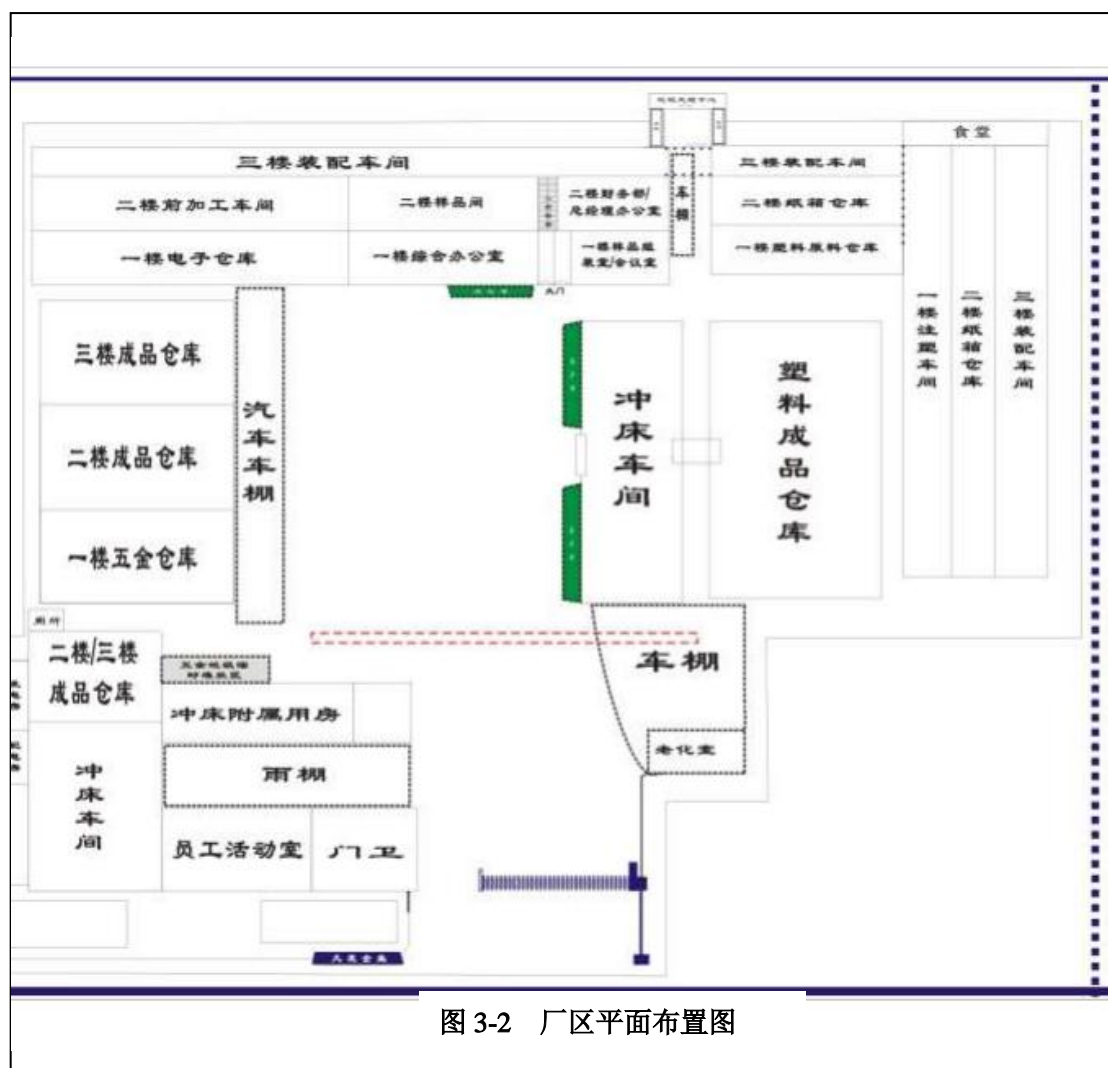 食堂
三楼装配车间
三楼装配车间
车棚
二楼前加工车间
二楼样品间
二楼财务部/
总经理办公室
二楼纸箱仓库
一楼电子仓库
一楼综合办公室
一楼样品组
装室/会议室
一楼塑料原料仓库
大门
一楼注塑车间
二楼纸箱仓库
三楼装配车间
三楼成品仓库
二楼成品仓库
一楼五金仓库
汽车车棚
冲床车间
塑料成品仓库
厕所
二楼/三楼
成品仓库
冲床附属用房
车棚
老化室
雨棚
冲床车间
员工活动室
门卫
图 3-2 厂区平面布置图